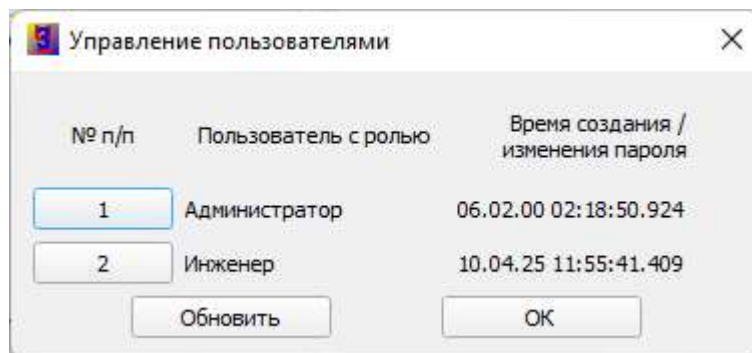 Управление пользователями
№ п/п Пользователь с ролью Время создания / изменения пароля
1 Администратор 06.02.00 02:18:50.924
2 Инженер 10.04.25 11:55:41.409
Обновить ОК